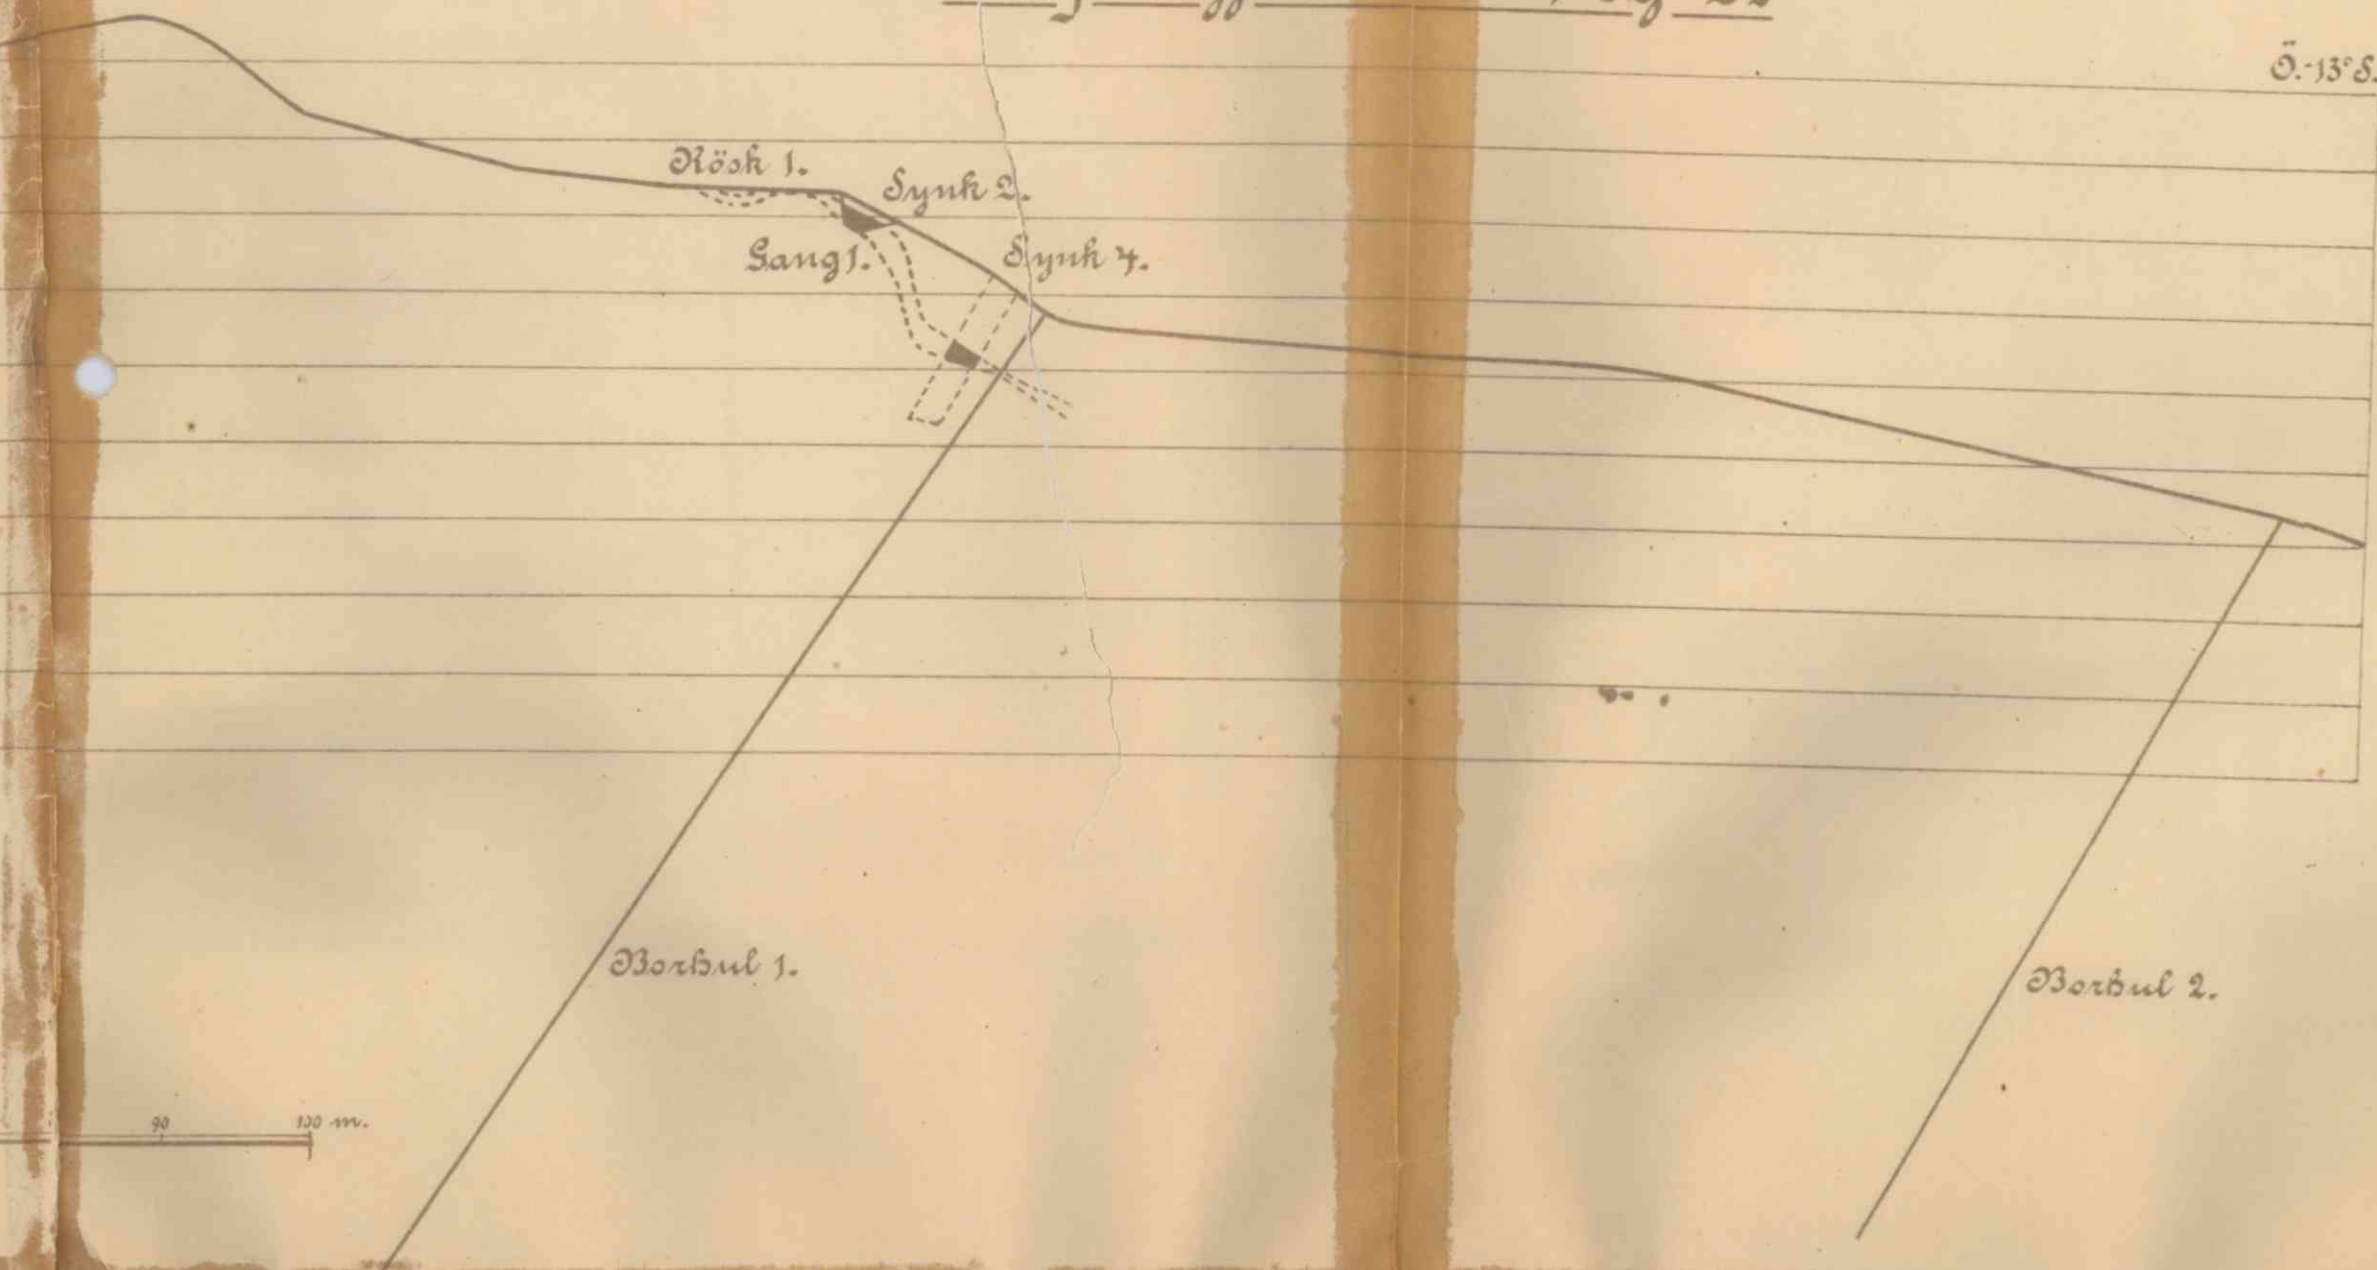 Ö.-13°S.
Rösk 1.
Synk 2.
Gang 1.
Synk 4.
Borhul 1.
Borhul 2.
90
100 m.